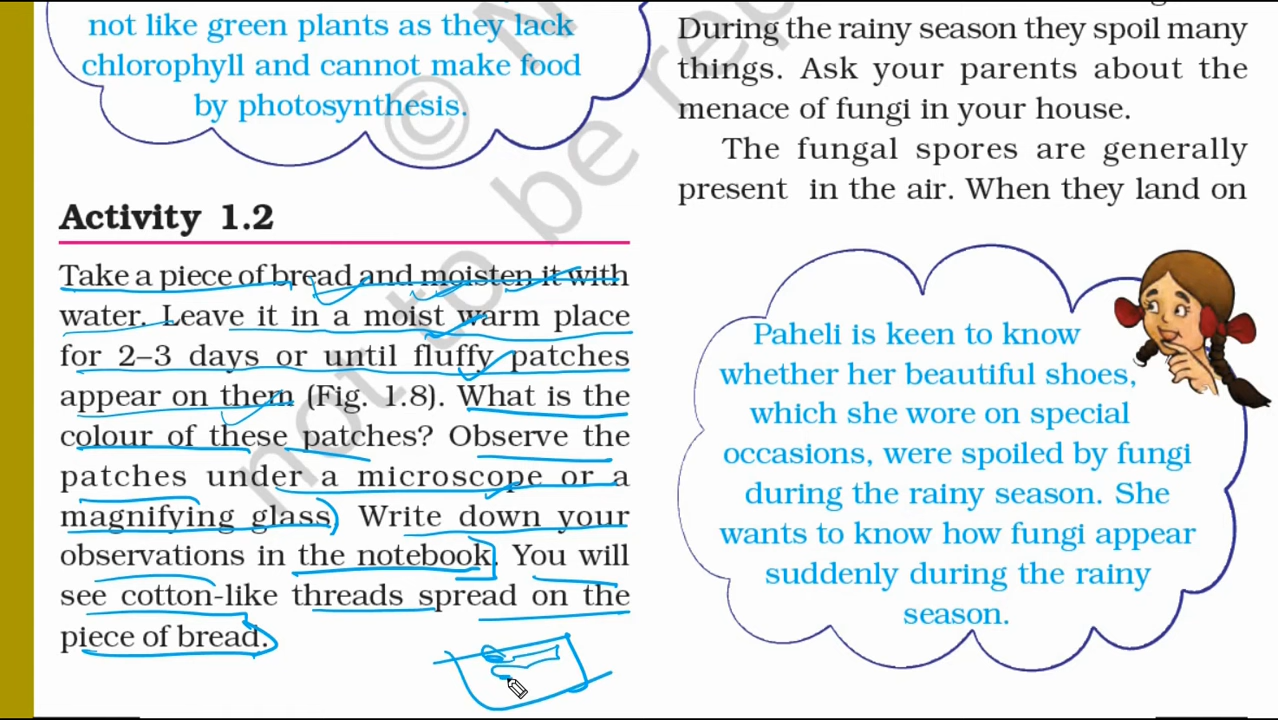 not like green plants as they lack
chlorophyll and cannot make food
by photosynthesis.
Activity 1.2
Take a piece of bread and moisten it with
water. Leave it in a moist warm place
for 2–3 days or until fluffy patches
appear on them (Fig. 1.8). What is the
colour of these patches? Observe the
patches under a microscope or a
magnifying glass. Write down your
observations in the notebook. You will
see cotton-like threads spread on the
piece of bread.
During the rainy season they spoil many
things. Ask your parents about the
menace of fungi in your house.
The fungal spores are generally
present in the air. When they land on
Paheli is keen to know
whether her beautiful shoes,
which she wore on special
occasions, were spoiled by fungi
during the rainy season. She
wants to know how fungi appear
suddenly during the rainy
season.
© N
not to be rep